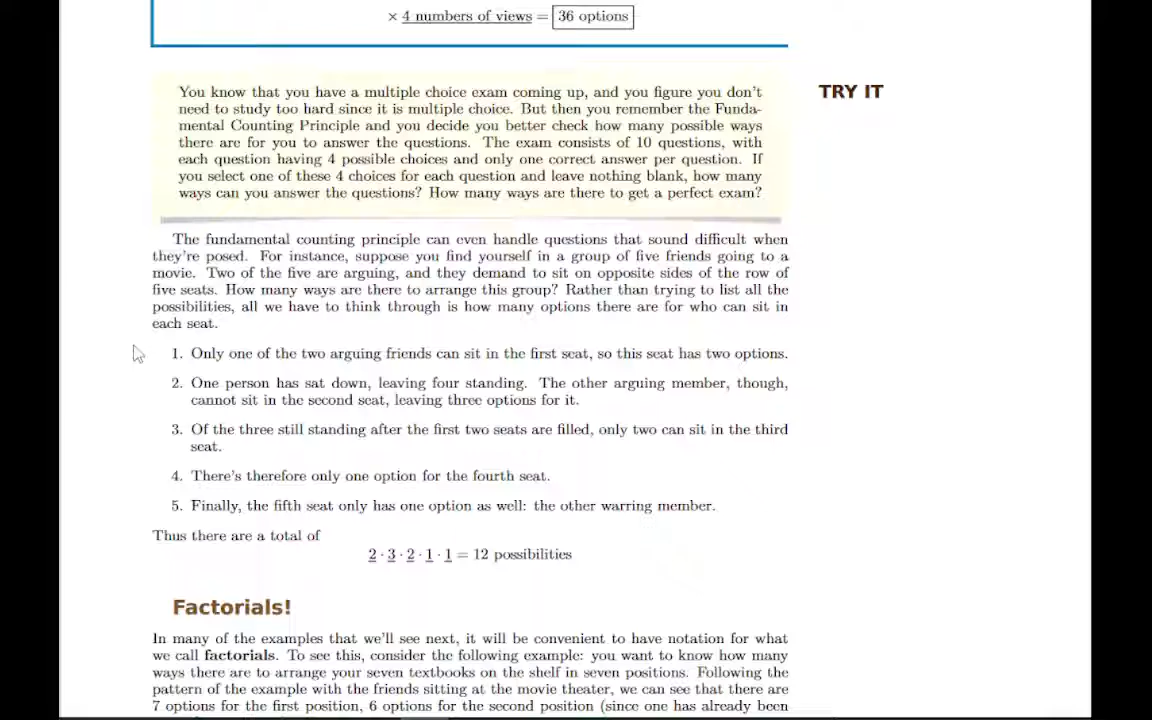 × 4 numbers of views = 36 options
You know that you have a multiple choice exam coming up, and you figure you don't
need to study too hard since it is multiple choice. But then you remember the Funda-
mental Counting Principle and you decide you better check how many possible ways
there are for you to answer the questions. The exam consists of 10 questions, with
each question having 4 possible choices and only one correct answer per question. If
you select one of these 4 choices for each question and leave nothing blank, how many
ways can you answer the questions? How many ways are there to get a perfect exam?
TRY IT
The fundamental counting principle can even handle questions that sound difficult when
they're posed. For instance, suppose you find yourself in a group of five friends going to a
movie. Two of the five are arguing, and they demand to sit on opposite sides of the row of
five seats. How many ways are there to arrange this group? Rather than trying to list all the
possibilities, all we have to think through is how many options there are for who can sit in
each seat.
1. Only one of the two arguing friends can sit in the first seat, so this seat has two options.
2. One person has sat down, leaving four standing. The other arguing member, though,
cannot sit in the second seat, leaving three options for it.
3. Of the three still standing after the first two seats are filled, only two can sit in the third
seat.
4. There's therefore only one option for the fourth seat.
5. Finally, the fifth seat only has one option as well: the other warring member.
Thus there are a total of
2 · 3 · 2 · 1 · 1 = 12 possibilities
Factorials!
In many of the examples that we'll see next, it will be convenient to have notation for what
we call factorials. To see this, consider the following example: you want to know how many
ways there are to arrange your seven textbooks on the shelf in seven positions. Following the
pattern of the example with the friends sitting at the movie theater, we can see that there are
7 options for the first position, 6 options for the second position (since one has already been